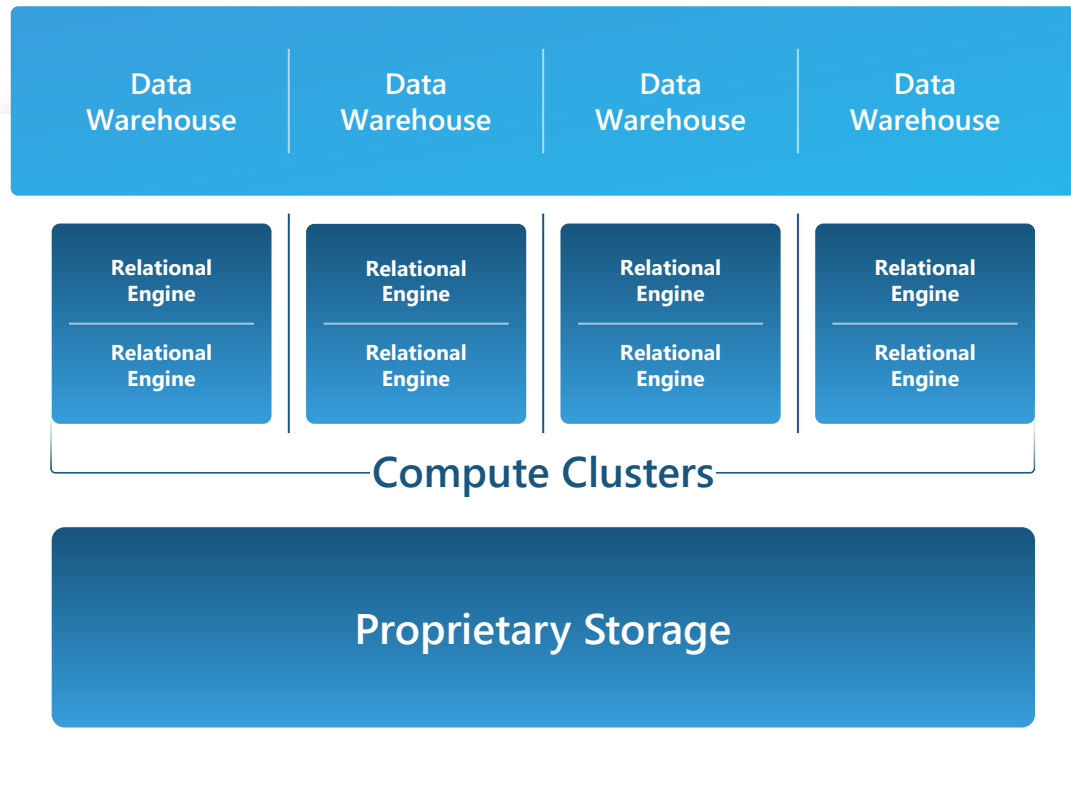 Data
Warehouse
Data
Warehouse
Data
Warehouse
Data
Warehouse
Relational
Engine
Relational
Engine
Relational
Engine
Relational
Engine
Relational
Engine
Relational
Engine
Relational
Engine
Relational
Engine
Compute Clusters
Proprietary Storage